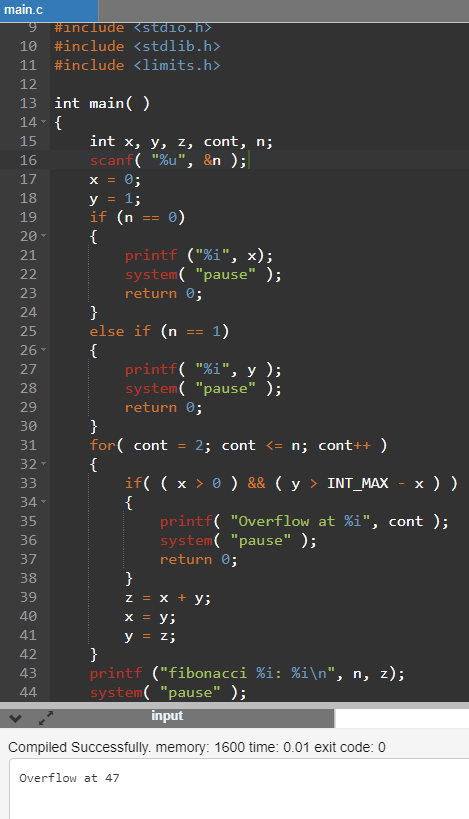 main.c
9 #include <stdio.h>
10 #include <stdlib.h>
11 #include <limits.h>
12
13 int main( )
14 {
15     int x, y, z, cont, n;
16     scanf( "%u", &n );
17     x = 0;
18     y = 1;
19     if (n == 0)
20     {
21         printf ("%i", x);
22         system( "pause" );
23         return 0;
24     }
25     else if (n == 1)
26     {
27         printf( "%i", y );
28         system( "pause" );
29         return 0;
30     }
31     for( cont = 2; cont <= n; cont++ )
32     {
33         if( ( x > 0 ) && ( y > INT_MAX - x ) )
34         {
35             printf( "Overflow at %i", cont );
36             system( "pause" );
37             return 0;
38         }
39         z = x + y;
40         x = y;
41         y = z;
42     }
43     printf ("fibonacci %i: %i\n", n, z);
44     system( "pause" );
input
Compiled Successfully. memory: 1600 time: 0.01 exit code: 0
Overflow at 47